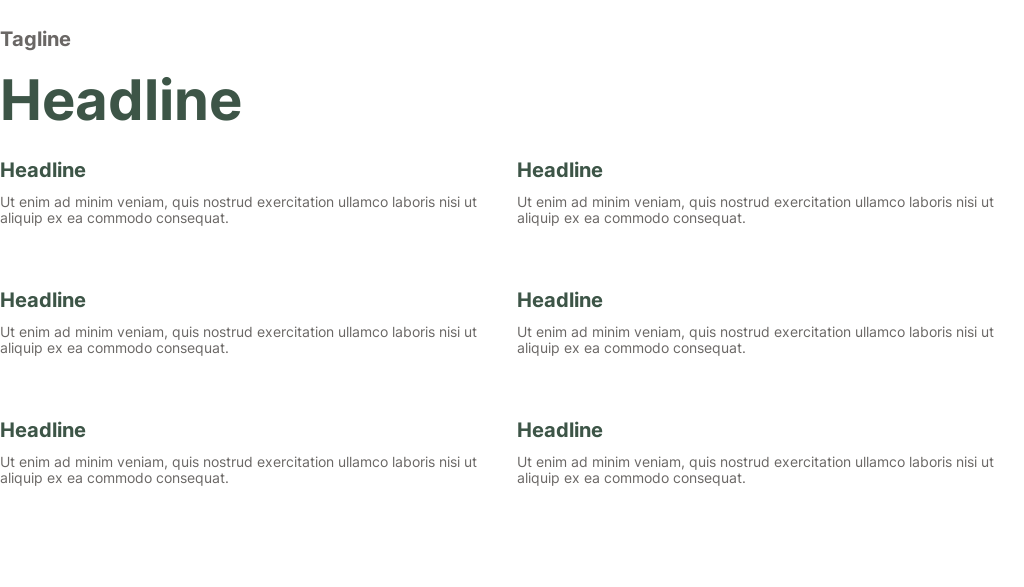 Tagline
Headline
Headline
Ut enim ad minim veniam, quis nostrud exercitation ullamco laboris nisi ut
aliquip ex ea commodo consequat.
Headline
Ut enim ad minim veniam, quis nostrud exercitation ullamco laboris nisi ut
aliquip ex ea commodo consequat.
Headline
Ut enim ad minim veniam, quis nostrud exercitation ullamco laboris nisi ut
aliquip ex ea commodo consequat.
Headline
Ut enim ad minim veniam, quis nostrud exercitation ullamco laboris nisi ut
aliquip ex ea commodo consequat.
Headline
Ut enim ad minim veniam, quis nostrud exercitation ullamco laboris nisi ut
aliquip ex ea commodo consequat.
Headline
Ut enim ad minim veniam, quis nostrud exercitation ullamco laboris nisi ut
aliquip ex ea commodo consequat.